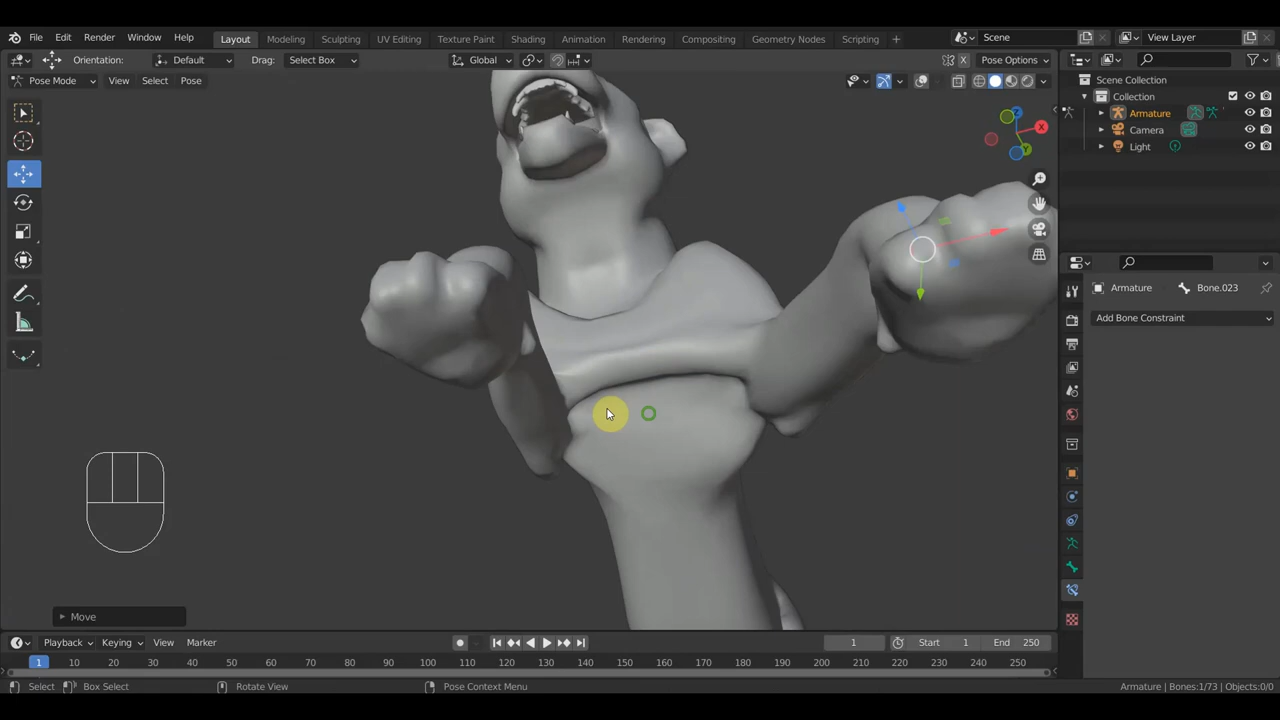 File Edit Render Window Help Layout Modeling Sculpting UV Editing Texture Paint Shading Animation Rendering Compositing Geometry Nodes Scripting + Scene View Layer
Orientation: Default Drag: Select Box Global Pose Options
Pose Mode View Select Pose
Scene Collection
Collection
Armature
Camera
Light
X
Y
Z
Armature Bone.023
Add Bone Constraint
Move
Playback Keying View Marker 1 Start 1 End 250
1 10 20 30 40 50 60 70 80 90 100 110 120 130 140 150 160 170 180 190 200 210 220 230 240 250
Select Box Select Rotate View Pose Context Menu Armature | Bones:1/73 | Objects:0/0